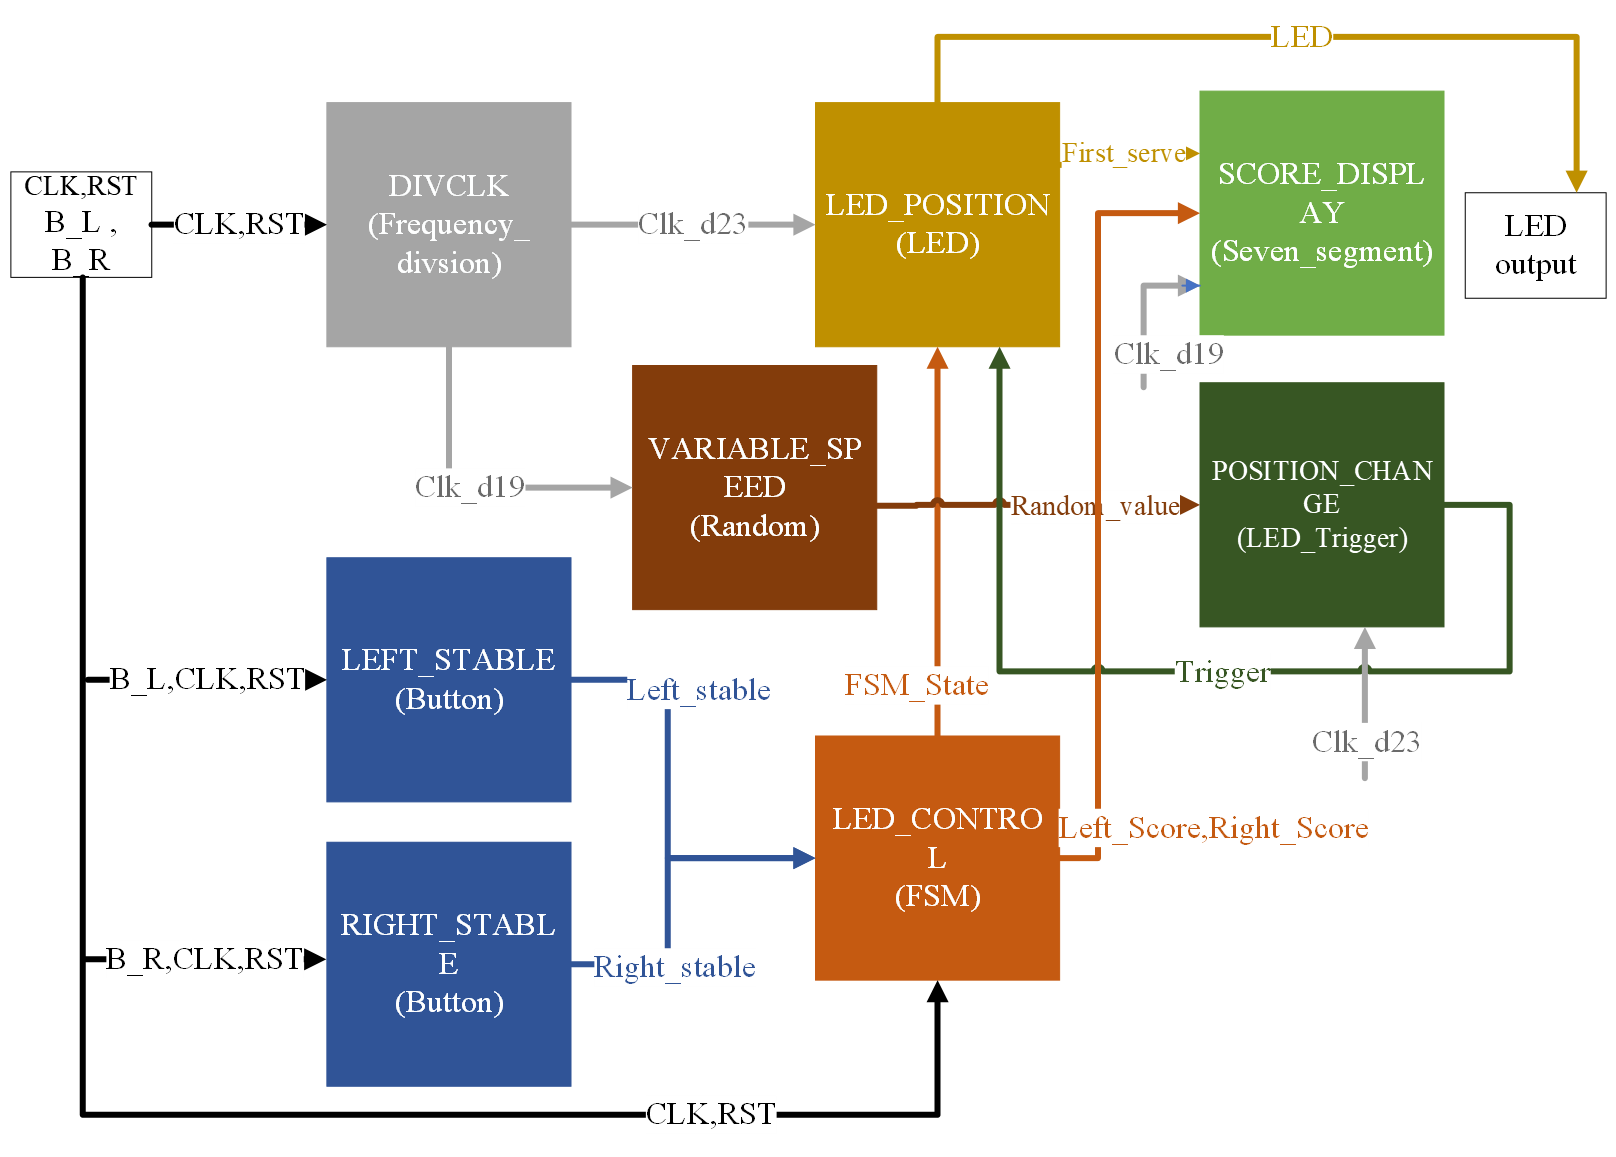 LED
CLK,RST
B_L ,
B_R
CLK,RST
DIVCLK
(Frequency_
divsion)
Clk_d23
LED_POSITION
(LED)
First_serve
SCORE_DISPL
AY
(Seven_segment)
LED
output
Clk_d19
Clk_d19
VARIABLE_SP
EED
(Random)
Random_value
POSITION_CHAN
GE
(LED_Trigger)
B_L,CLK,RST
LEFT_STABLE
(Button)
Left_stable
FSM_State
Trigger
Clk_d23
LED_CONTRO
L
(FSM)
Left_Score,Right_Score
B_R,CLK,RST
RIGHT_STABL
E
(Button)
Right_stable
CLK,RST